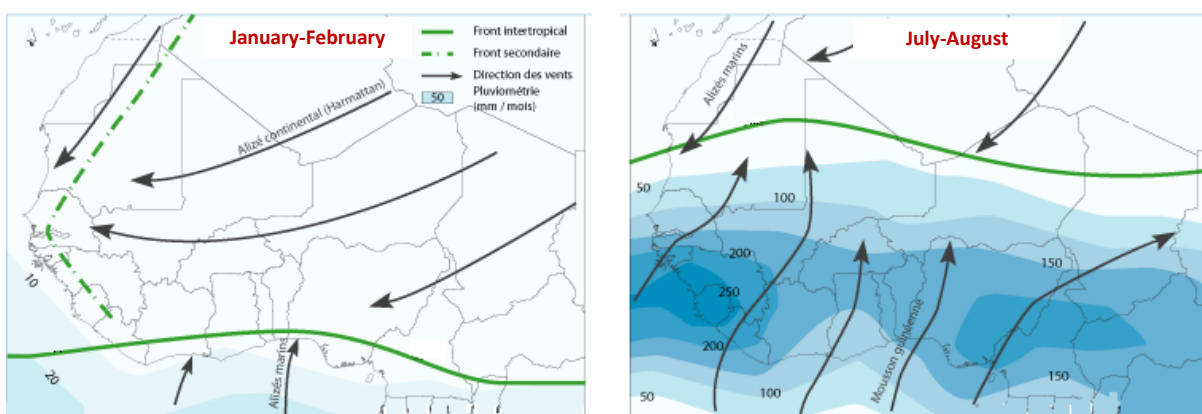 January-February
Front intertropical
Front secondaire
Direction des vents
50
Pluviométrie
(mm / mois)
Alizé continental (Harmattan)
10
20
Alizés marins
July-August
Alizés marins
50
100
200
150
250
200
100
50
Mousson guinéenne
150